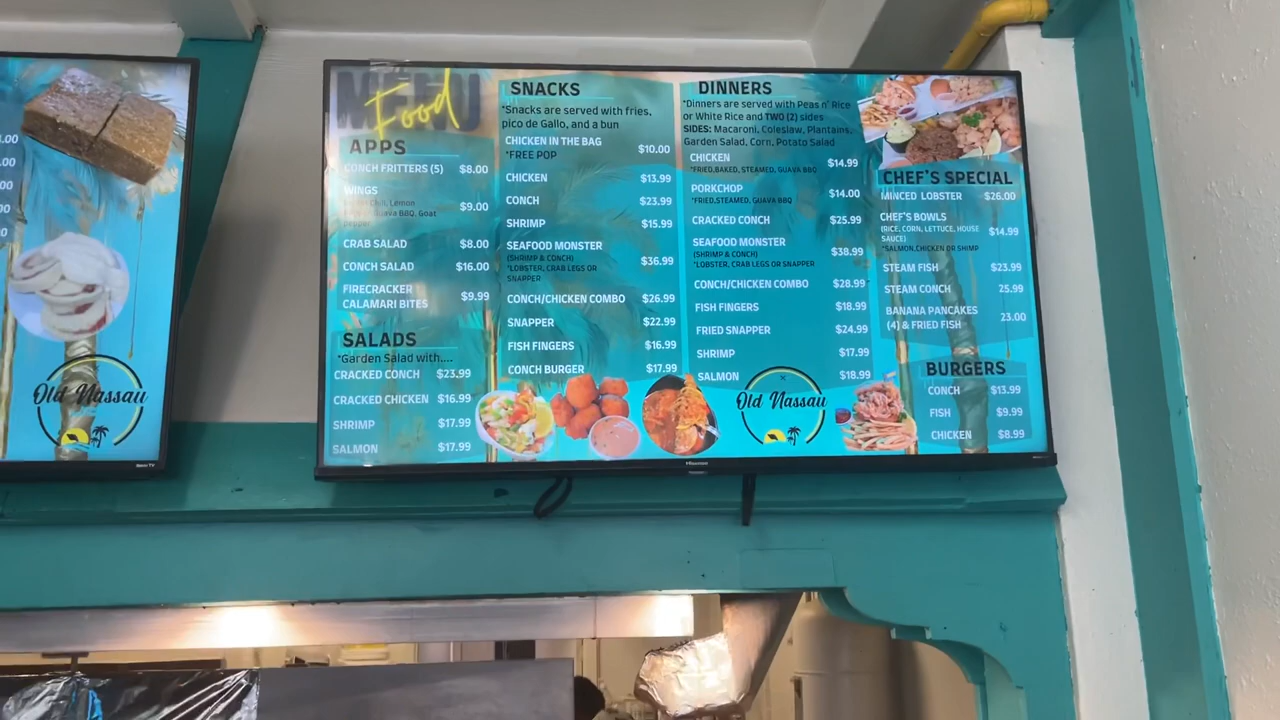 .00
.00
00
00
0
Old Nassau
Roku TV
MENU
Food
APPS
CONCH FRITTERS (5) $8.00
WINGS $9.00
Chili, Lemon
Guava BBQ, Goat
Pepper
CRAB SALAD $8.00
CONCH SALAD $16.00
FIRECRACKER
CALAMARI BITES $9.99
SALADS
*Garden Salad with....
CRACKED CONCH $23.99
CRACKED CHICKEN $16.99
SHRIMP $17.99
SALMON $17.99
SNACKS
*Snacks are served with fries,
pico de Gallo, and a bun
CHICKEN IN THE BAG $10.00
*FREE POP
CHICKEN $13.99
CONCH $23.99
SHRIMP $15.99
SEAFOOD MONSTER $36.99
(SHRIMP & CONCH)
*LOBSTER, CRAB LEGS OR
SNAPPER
CONCH/CHICKEN COMBO $26.99
SNAPPER $22.99
FISH FINGERS $16.99
CONCH BURGER $17.99
DINNERS
*Dinners are served with Peas n' Rice
or White Rice and TWO (2) sides
SIDES: Macaroni, Coleslaw, Plantains,
Garden Salad, Corn, Potato Salad
CHICKEN $14.99
*FRIED,BAKED, STEAMED, GUAVA BBQ
PORKCHOP $14.00
*FRIED,STEAMED, GUAVA BBQ
CRACKED CONCH $25.99
SEAFOOD MONSTER $38.99
(SHRIMP & CONCH)
*LOBSTER, CRAB LEGS OR SNAPPER
CONCH/CHICKEN COMBO $28.99
FISH FINGERS $18.99
FRIED SNAPPER $24.99
SHRIMP $17.99
SALMON $18.99
Old Nassau
CHEF'S SPECIAL
MINCED LOBSTER $26.00
CHEF'S BOWLS $14.99
(RICE, CORN, LETTUCE, HOUSE
SAUCE)
*SALMON,CHICKEN OR SHIMP
STEAM FISH $23.99
STEAM CONCH 25.99
BANANA PANCAKES 23.00
(4) & FRIED FISH
BURGERS
CONCH $13.99
FISH $9.99
CHICKEN $8.99
Hisense